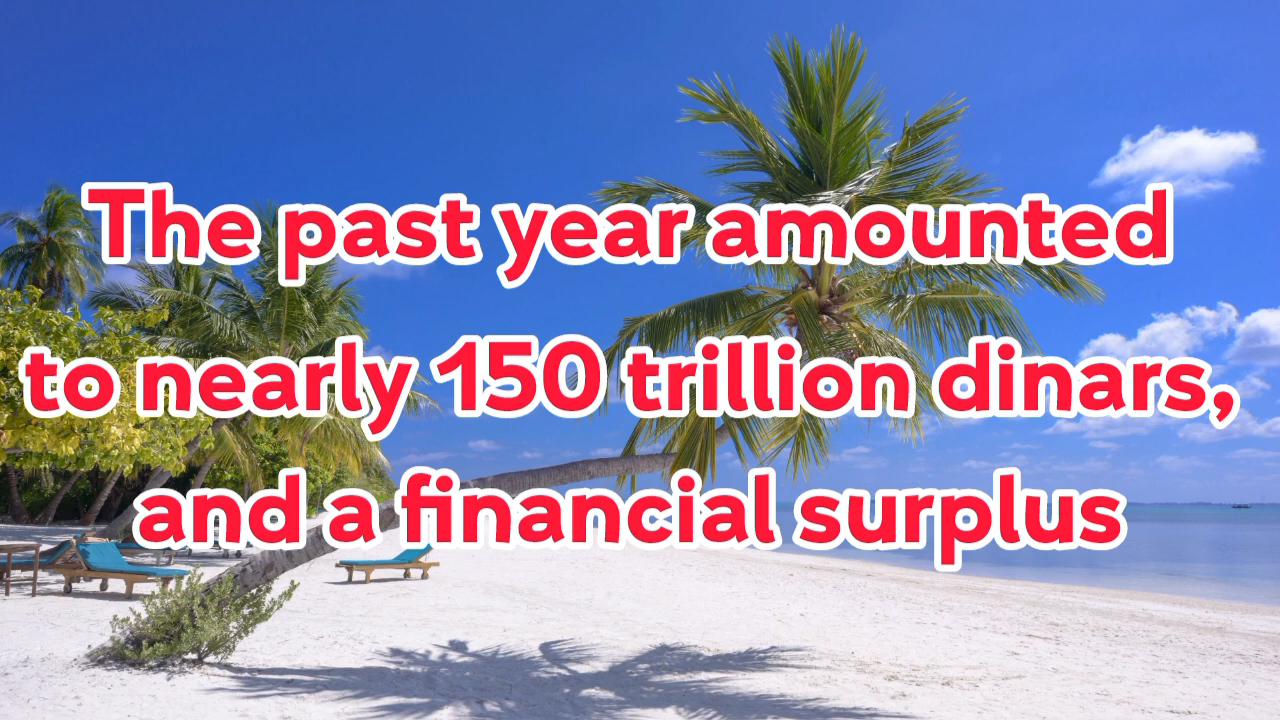 The past year amounted
to nearly 150 trillion dinars,
and a financial surplus